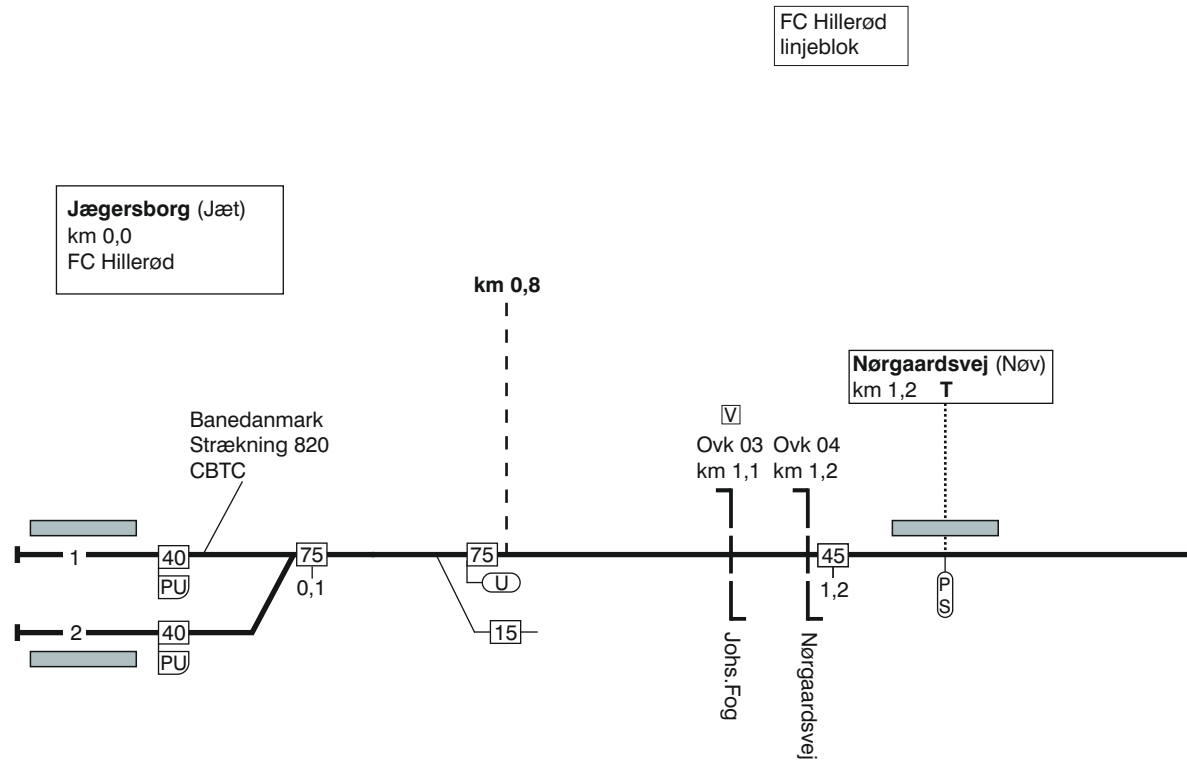 FC Hillerød
linjeblok
Jægersborg (Jæt)
km 0,0
FC Hillerød
km 0,8
Nørgaardsvej (Nøv)
km 1,2 T
Banedanmark
Strækning 820
CBTC
V
Ovk 03 Ovk 04
km 1,1 km 1,2
1 40 75 75 45
PU 0,1 U 1,2 PS
2 40 15
PU
Johs.Fog
Nørgaardsvej